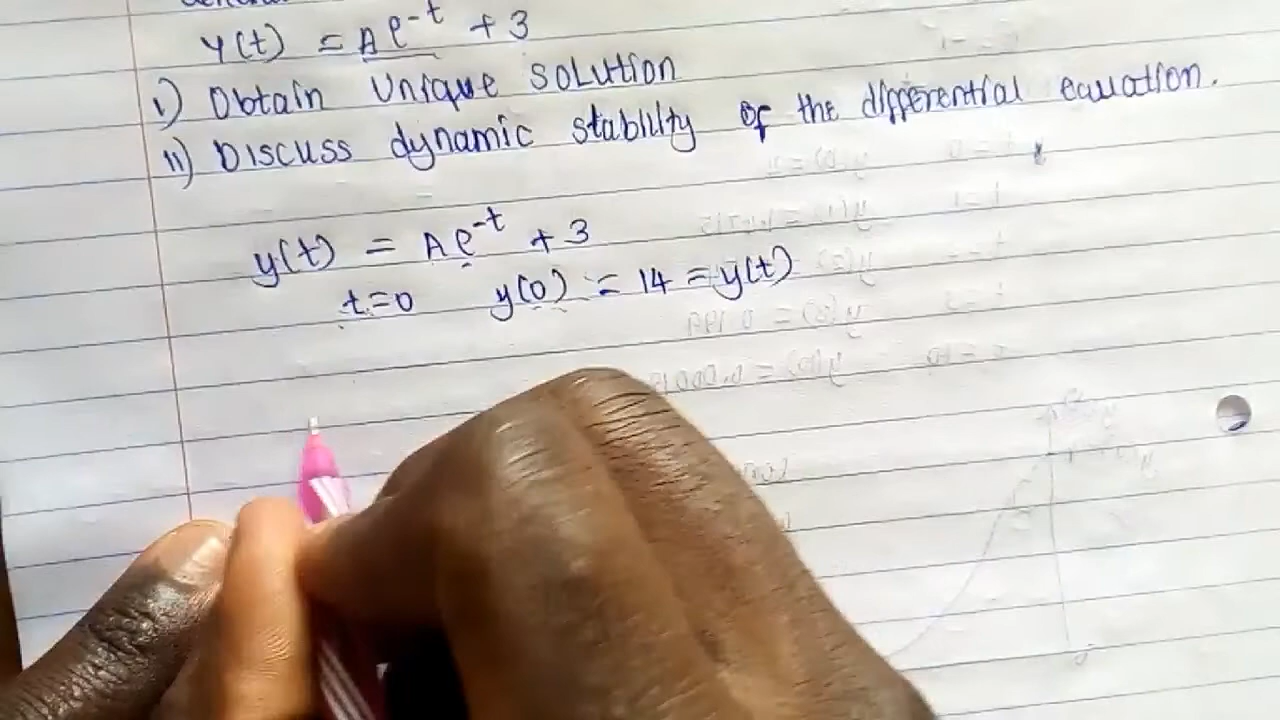 y(t) = Ae^-t + 3
i) Obtain Unique Solution
ii) Discuss dynamic stability of the differential equation.
y(t) = Ae^-t + 3
t=0 y(0) = 14 = y(t)